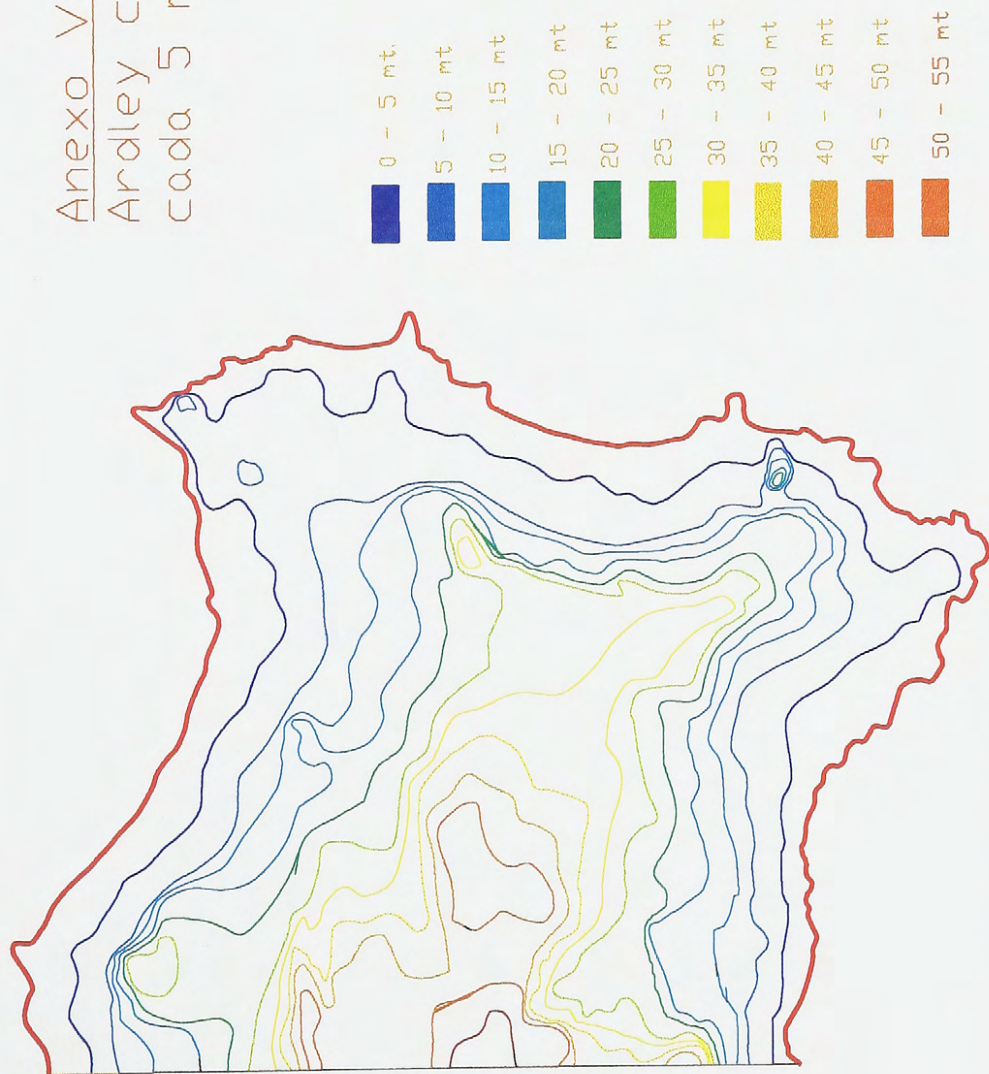 Anexo V
Ardley c
cada 5
0 - 5 mt.
5 - 10 mt
10 - 15 mt
15 - 20 mt
20 - 25 mt
25 - 30 mt
30 - 35 mt
35 - 40 mt
40 - 45 mt
45 - 50 mt
50 - 55 mt